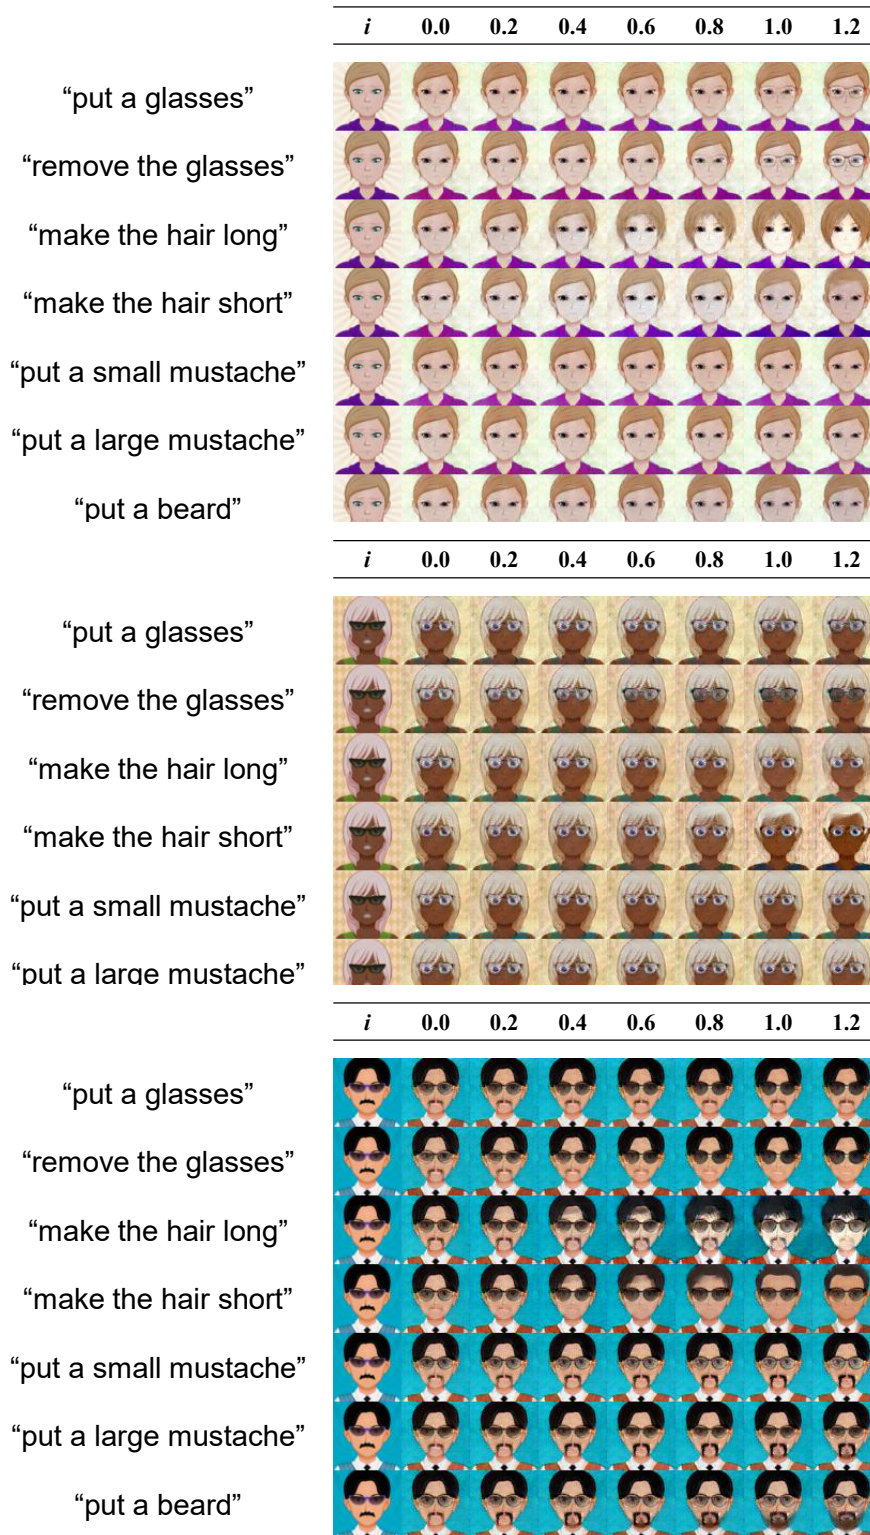 i 0.0 0.2 0.4 0.6 0.8 1.0 1.2
“put a glasses”
“remove the glasses”
“make the hair long”
“make the hair short”
“put a small mustache”
“put a large mustache”
“put a beard”
i 0.0 0.2 0.4 0.6 0.8 1.0 1.2
“put a glasses”
“remove the glasses”
“make the hair long”
“make the hair short”
“put a small mustache”
“put a large mustache”
i 0.0 0.2 0.4 0.6 0.8 1.0 1.2
“put a glasses”
“remove the glasses”
“make the hair long”
“make the hair short”
“put a small mustache”
“put a large mustache”
“put a beard”